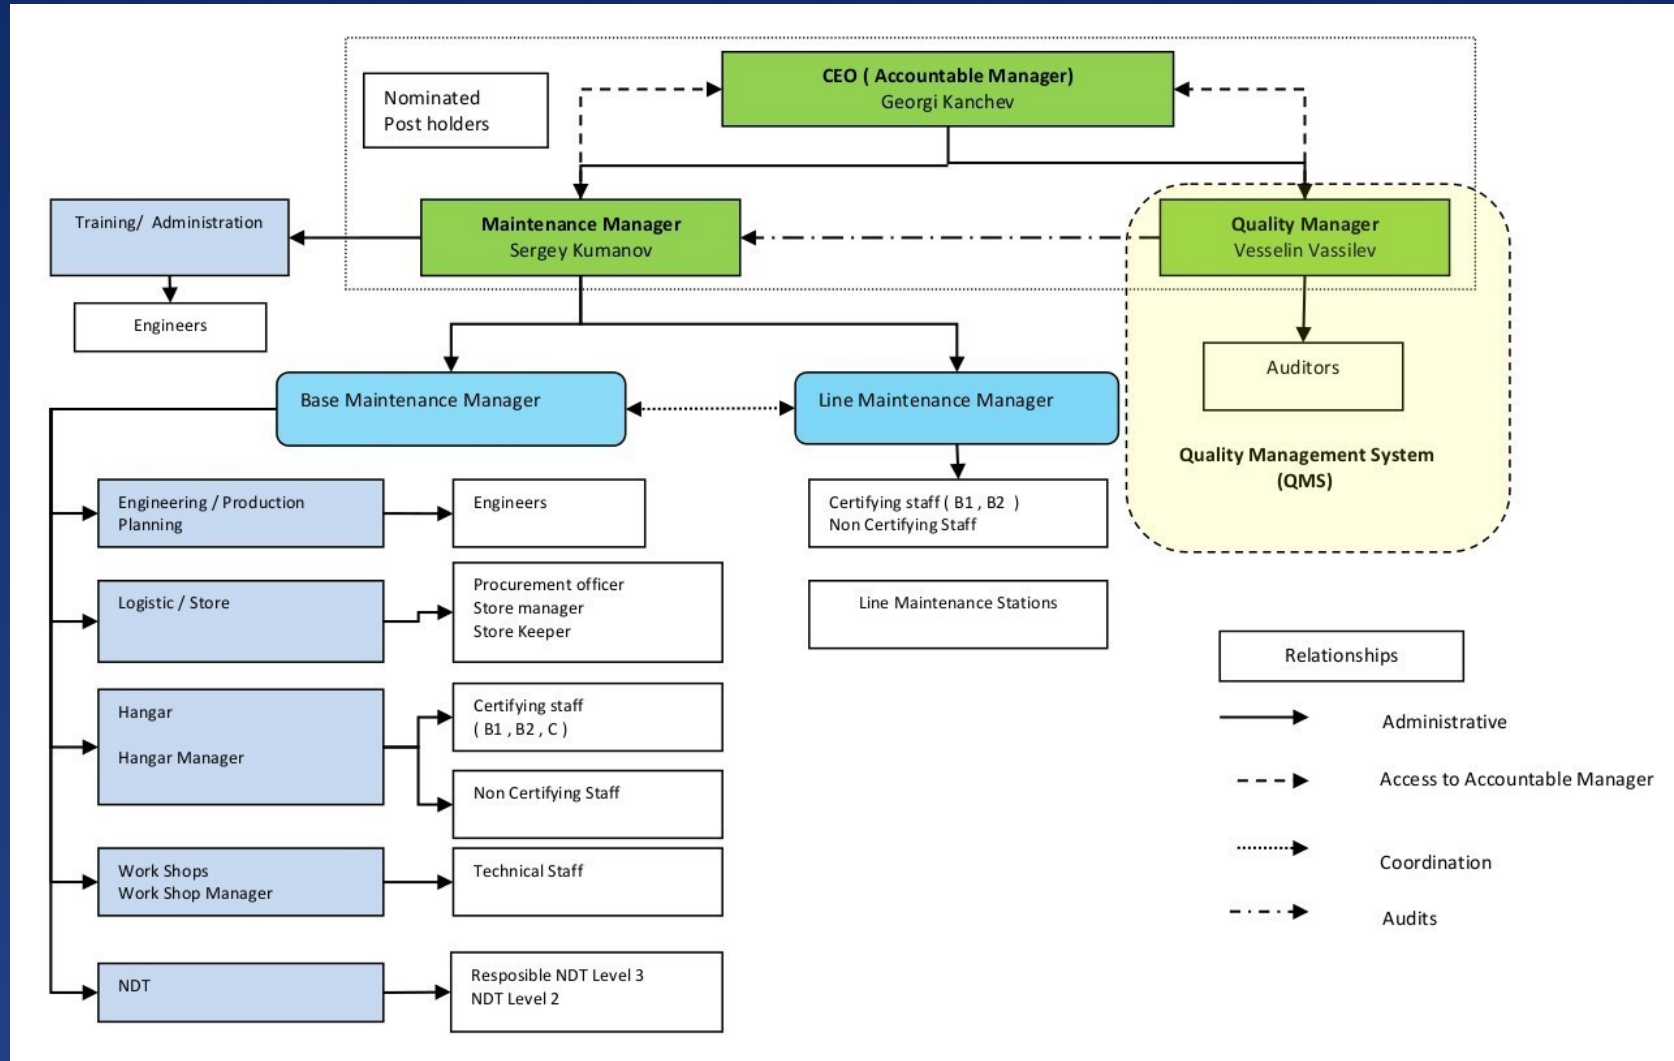 CEO ( Accountable Manager)
Georgi Kanchev
Nominated
Post holders
Training/ Administration
Maintenance Manager
Sergey Kumanov
Quality Manager
Vesselin Vassilev
Engineers
Auditors
Base Maintenance Manager
Line Maintenance Manager
Quality Management System
(QMS)
Engineering / Production
Planning
Engineers
Certifying staff ( B1 , B2 )
Non Certifying Staff
Logistic / Store
Procurement officer
Store manager
Store Keeper
Line Maintenance Stations
Hangar
Hangar Manager
Certifying staff
( B1 , B2 , C )
Non Certifying Staff
Work Shops
Work Shop Manager
Technical Staff
NDT
Resposible NDT Level 3
NDT Level 2
Relationships
Administrative
Access to Accountable Manager
Coordination
Audits